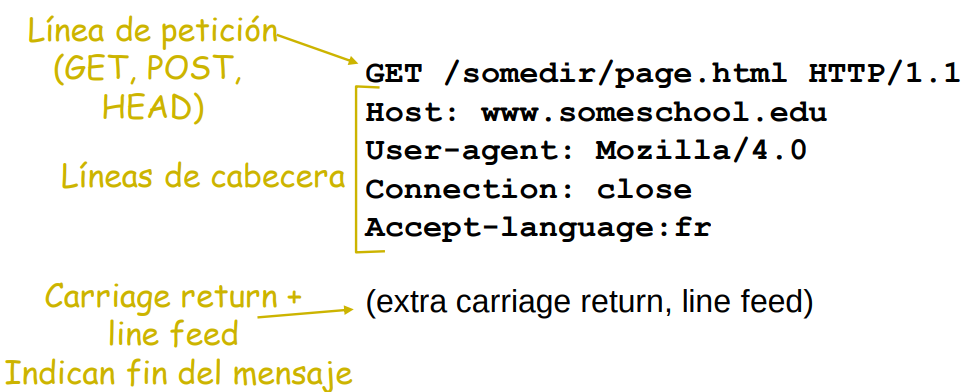 Línea de petición
(GET, POST,
HEAD)
GET /somedir/page.html HTTP/1.1
Host: www.someschool.edu
User-agent: Mozilla/4.0
Connection: close
Accept-language:fr
Líneas de cabecera
Carriage return +
line feed
Indican fin del mensaje
(extra carriage return, line feed)